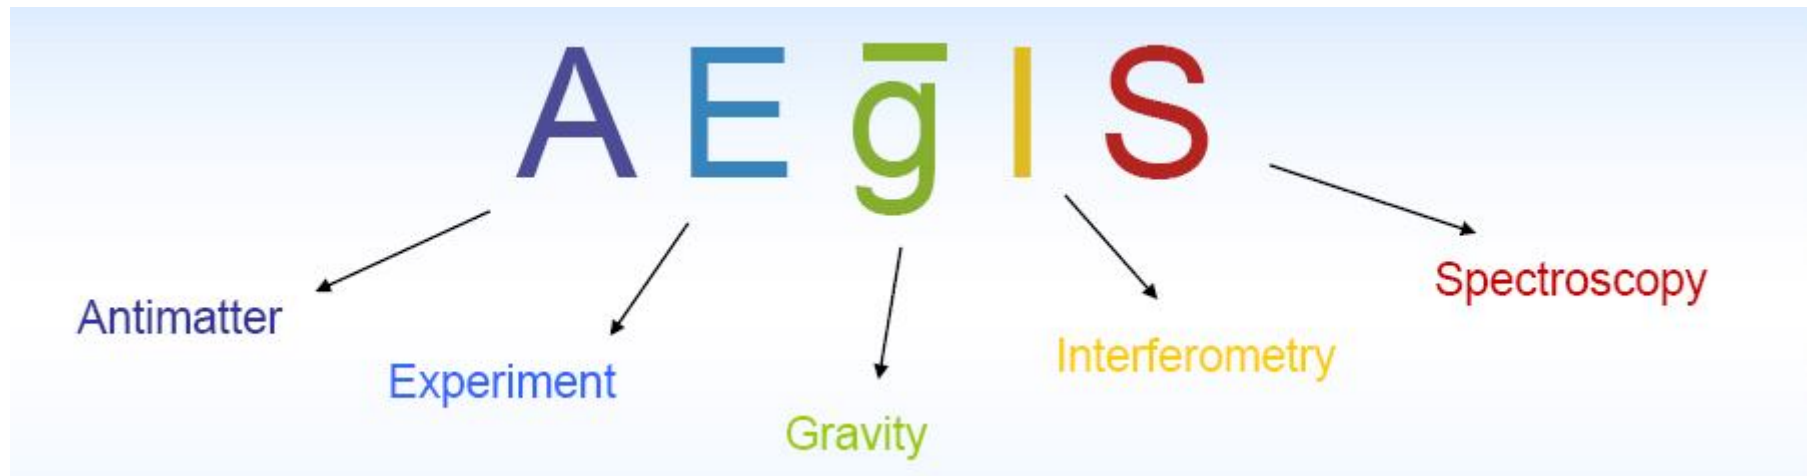 A E g̅ I S
Spectroscopy
Antimatter
Interferometry
Experiment
Gravity